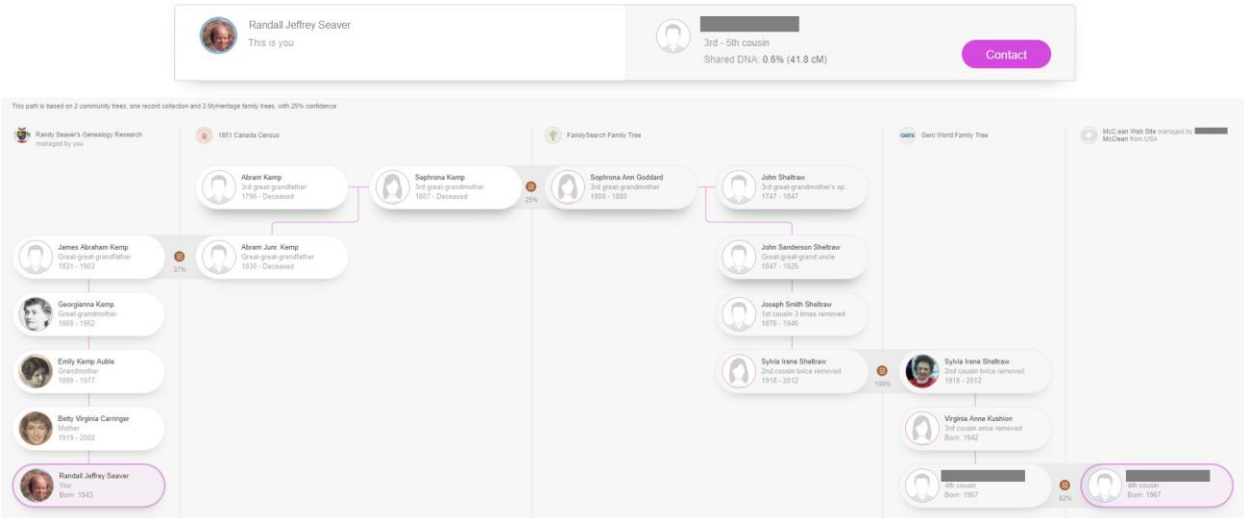 Randall Jeffrey Seaver
This is you
3rd - 5th cousin
Shared DNA: 0.6% (41.8 cM)
Contact
This path is based on 2 community trees, one record collection and 2 MyHeritage family trees, with 25% confidence
Randy Seaver's Genealogy Research
managed by you
1851 Canada Census
FamilySearch Family Tree
Geni
Geni World Family Tree
McC;ean Web Site managed by
McClean from USA
Abram Kemp
3rd great-grandfather
1796 - Deceased
Sephrona Kemp
3rd great-grandmother
1807 - Deceased
25%
Sophrona Ann Goddard
3rd great-grandmother
1808 - 1880
John Sheltraw
3rd great-grandmother's sp...
1747 - 1847
James Abraham Kemp
Great-great-grandfather
1831 - 1902
37%
Abram Junr. Kemp
Great-great-grandfather
1830 - Deceased
John Sanderson Sheltraw
Great-great-grand uncle
1847 - 1925
Georgianna Kemp
Great-grandmother
1868 - 1952
Joseph Smith Sheltraw
1st cousin 3 times removed
1876 - 1946
Emily Kemp Auble
Grandmother
1899 - 1977
Sylvia Irene Sheltraw
2nd cousin twice removed
1918 - 2012
100%
Sylvia Irene Sheltraw
2nd cousin twice removed
1918 - 2012
Betty Virginia Carringer
Mother
1919 - 2002
Virginia Anne Kushion
3rd cousin once removed
Born: 1942
Randall Jeffrey Seaver
You
Born: 1943
4th cousin
Born: 1967
82%
4th cousin
Born: 1967